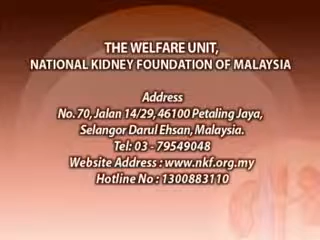 THE WELFARE UNIT,
NATIONAL KIDNEY FOUNDATION OF MALAYSIA
Address
No. 70, Jalan 14/29, 46100 Petaling Jaya,
Selangor Darul Ehsan, Malaysia.
Tel: 03 - 79549048
Website Address : www.nkf.org.my
Hotline No : 1300883110